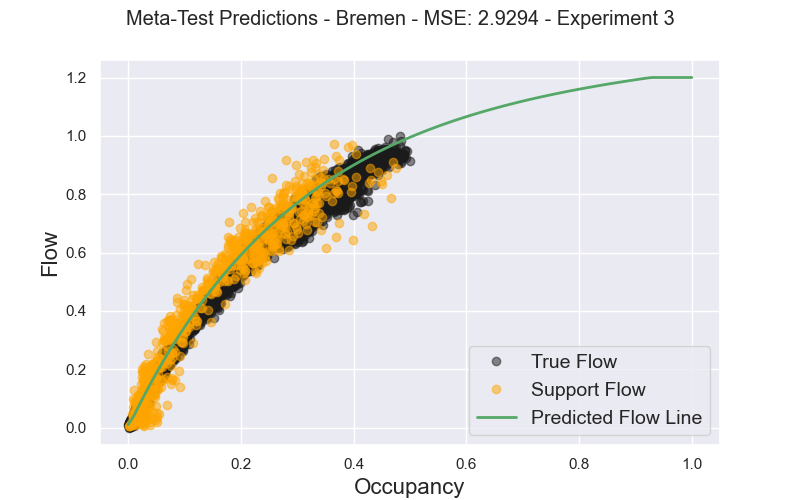 Meta-Test Predictions - Bremen - MSE: 2.9294 - Experiment 3
1.2
1.0
0.8
0.6
0.4
0.2
0.0
Flow
True Flow
Support Flow
Predicted Flow Line
0.0 0.2 0.4 0.6 0.8 1.0
Occupancy